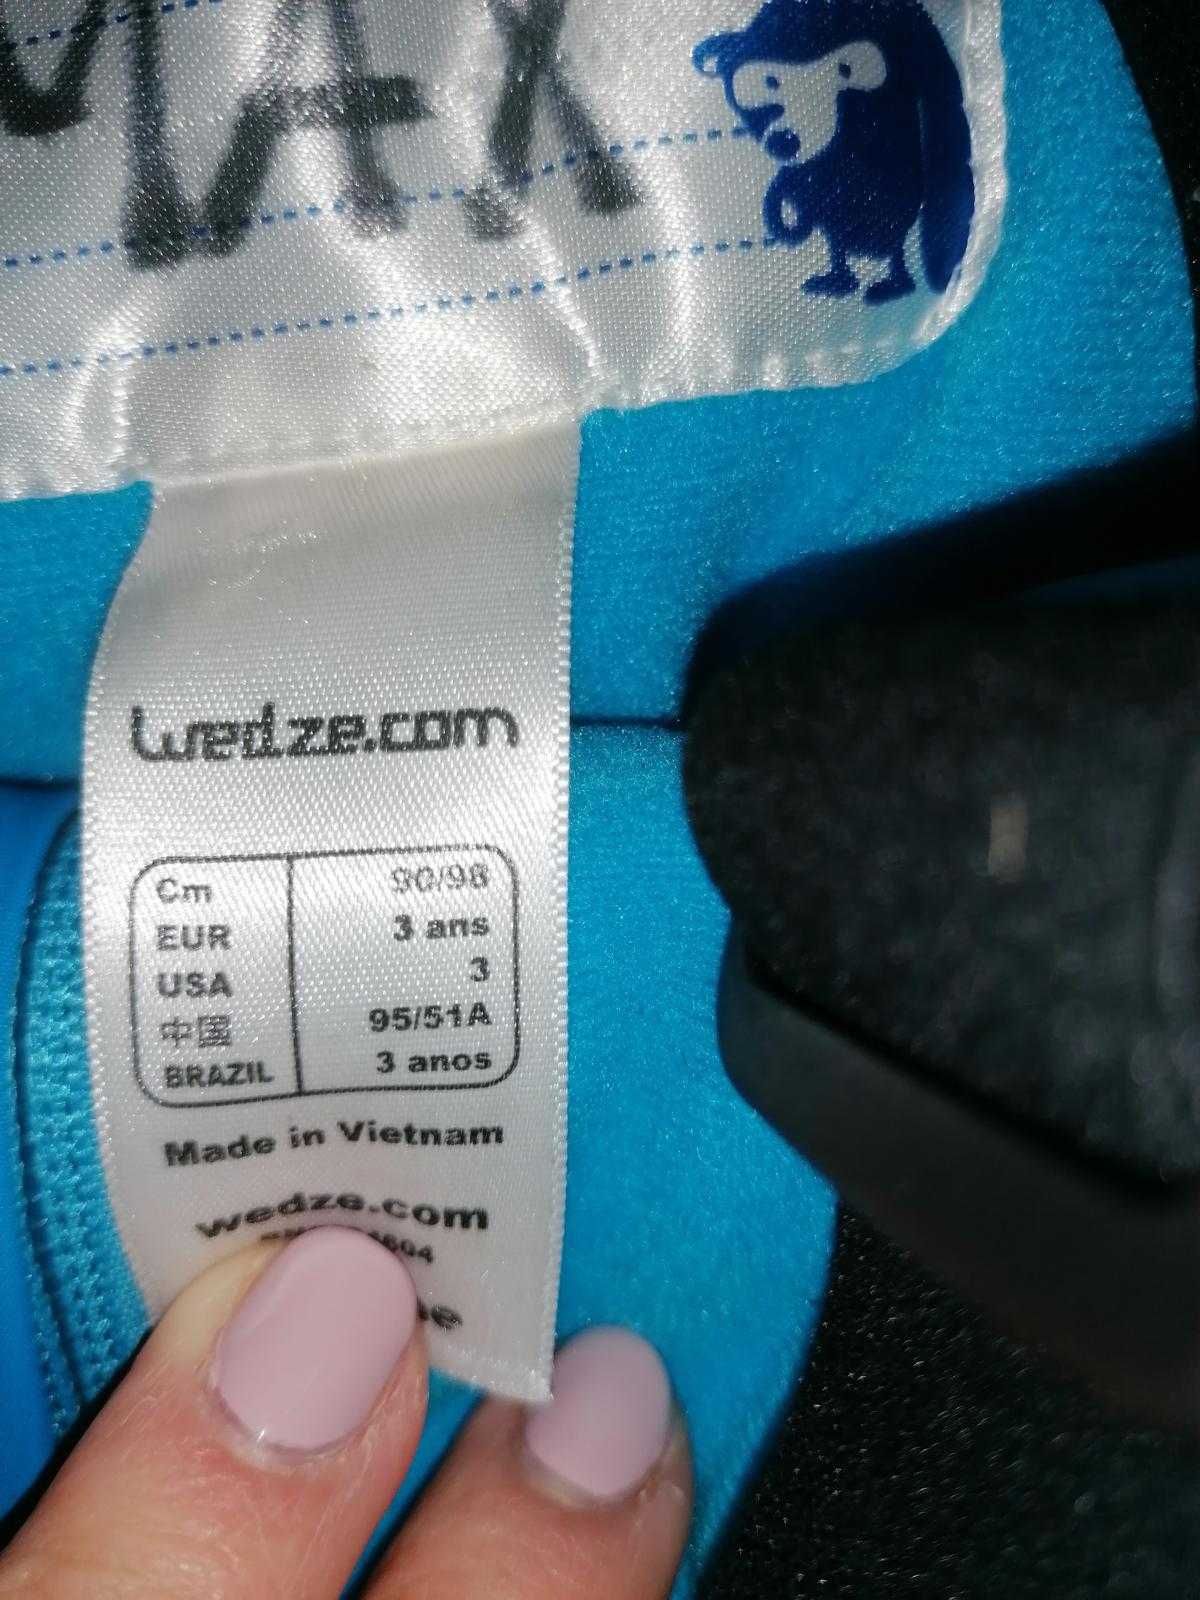 MAX
wedze.com
Cm 90/98
EUR 3 ans
USA 3
中国 95/51A
BRAZIL 3 anos
Made in Vietnam
wedze.com